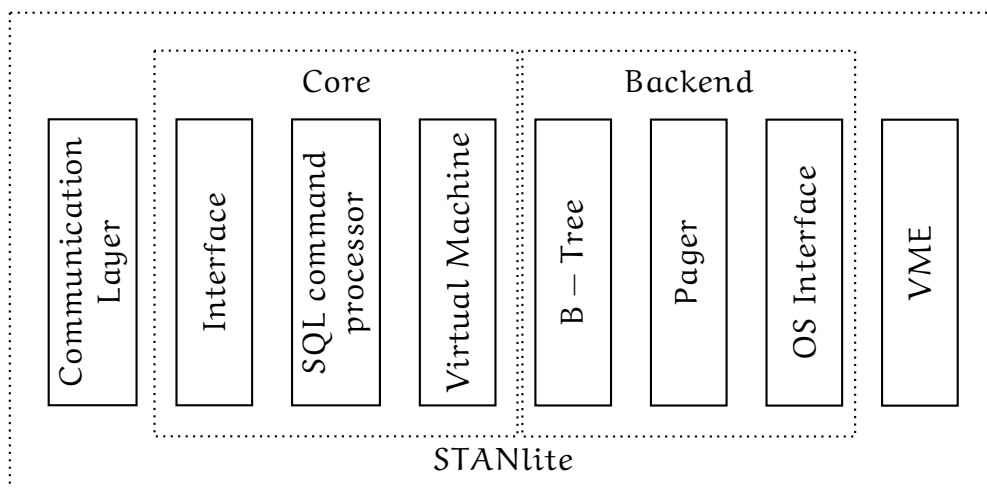 Core
Backend
Communication
Layer
Interface
SQL command
processor
Virtual Machine
B – Tree
Pager
OS Interface
VME
STANlite